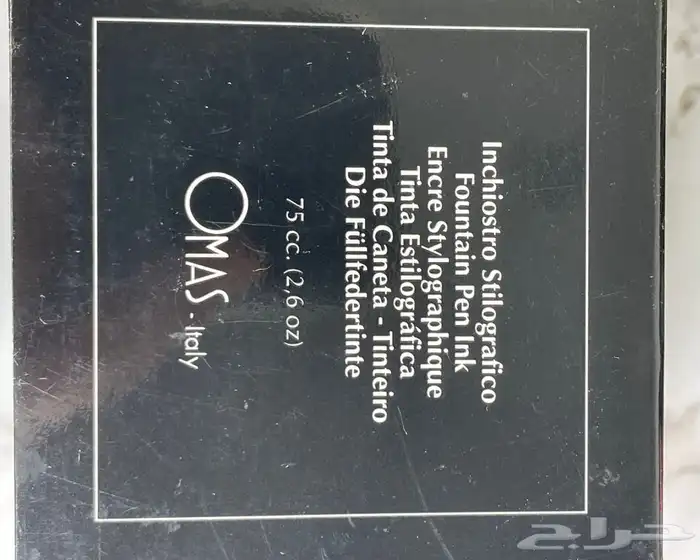 Inchiostro Stilografico
Fountain Pen Ink
Encre Stylographique
Tinta Estilográfica
Tinta de Caneta - Tinteiro
Die Füllfedertinte
75 cc. (2,6 oz)
OMAS - Italy
حراج